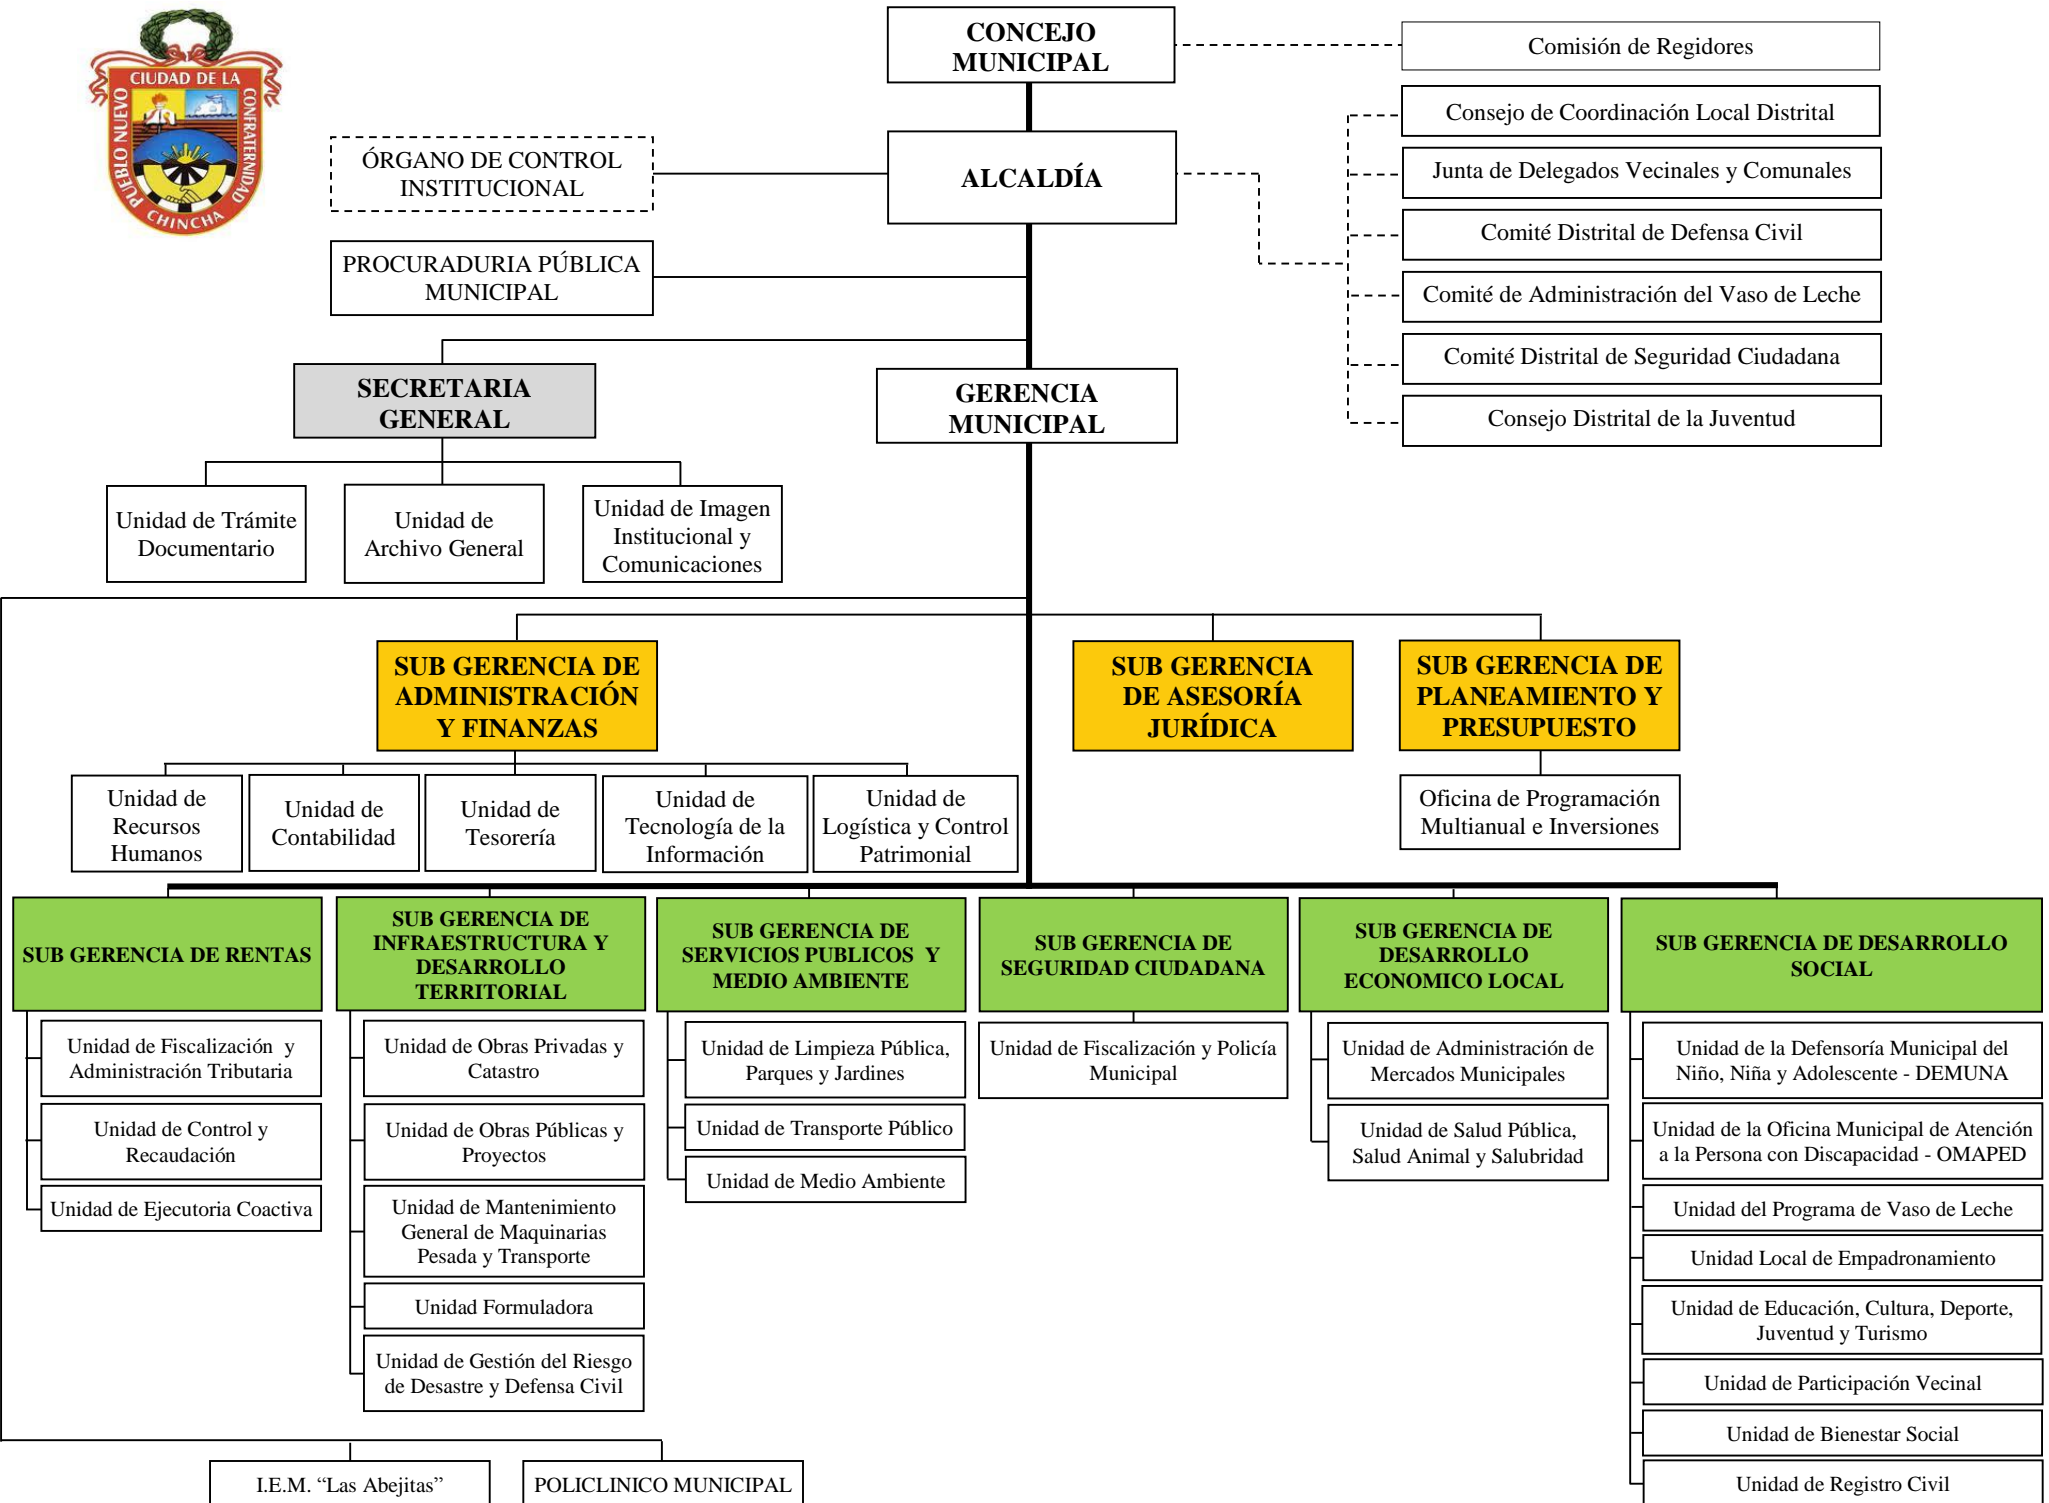 CIUDAD DE LA
CONFRATERNIDAD
PUEBLO NUEVO
CHINCHA
CONCEJO
MUNICIPAL
Comisión de Regidores
ALCALDÍA
ÓRGANO DE CONTROL
INSTITUCIONAL
PROCURADURIA PÚBLICA
MUNICIPAL
Consejo de Coordinación Local Distrital
Junta de Delegados Vecinales y Comunales
Comité Distrital de Defensa Civil
Comité de Administración del Vaso de Leche
Comité Distrital de Seguridad Ciudadana
Consejo Distrital de la Juventud
SECRETARIA
GENERAL
GERENCIA
MUNICIPAL
Unidad de Trámite
Documentario
Unidad de
Archivo General
Unidad de Imagen
Institucional y
Comunicaciones
SUB GERENCIA DE
ADMINISTRACIÓN
Y FINANZAS
SUB GERENCIA
DE ASESORÍA
JURÍDICA
SUB GERENCIA DE
PLANEAMIENTO Y
PRESUPUESTO
Unidad de
Recursos
Humanos
Unidad de
Contabilidad
Unidad de
Tesorería
Unidad de
Tecnología de la
Información
Unidad de
Logística y Control
Patrimonial
Oficina de Programación
Multianual e Inversiones
SUB GERENCIA DE RENTAS
Unidad de Fiscalización y
Administración Tributaria
Unidad de Control y
Recaudación
Unidad de Ejecutoria Coactiva
SUB GERENCIA DE
INFRAESTRUCTURA Y
DESARROLLO
TERRITORIAL
Unidad de Obras Privadas y
Catastro
Unidad de Obras Públicas y
Proyectos
Unidad de Mantenimiento
General de Maquinarias
Pesada y Transporte
Unidad Formuladora
Unidad de Gestión del Riesgo
de Desastre y Defensa Civil
SUB GERENCIA DE
SERVICIOS PUBLICOS Y
MEDIO AMBIENTE
Unidad de Limpieza Pública,
Parques y Jardines
Unidad de Transporte Público
Unidad de Medio Ambiente
SUB GERENCIA DE
SEGURIDAD CIUDADANA
Unidad de Fiscalización y Policía
Municipal
SUB GERENCIA DE
DESARROLLO
ECONOMICO LOCAL
Unidad de Administración de
Mercados Municipales
Unidad de Salud Pública,
Salud Animal y Salubridad
SUB GERENCIA DE DESARROLLO
SOCIAL
Unidad de la Defensoría Municipal del
Niño, Niña y Adolescente - DEMUNA
Unidad de la Oficina Municipal de Atención
a la Persona con Discapacidad - OMAPED
Unidad del Programa de Vaso de Leche
Unidad Local de Empadronamiento
Unidad de Educación, Cultura, Deporte,
Juventud y Turismo
Unidad de Participación Vecinal
Unidad de Bienestar Social
Unidad de Registro Civil
I.E.M. “Las Abejitas”
POLICLINICO MUNICIPAL